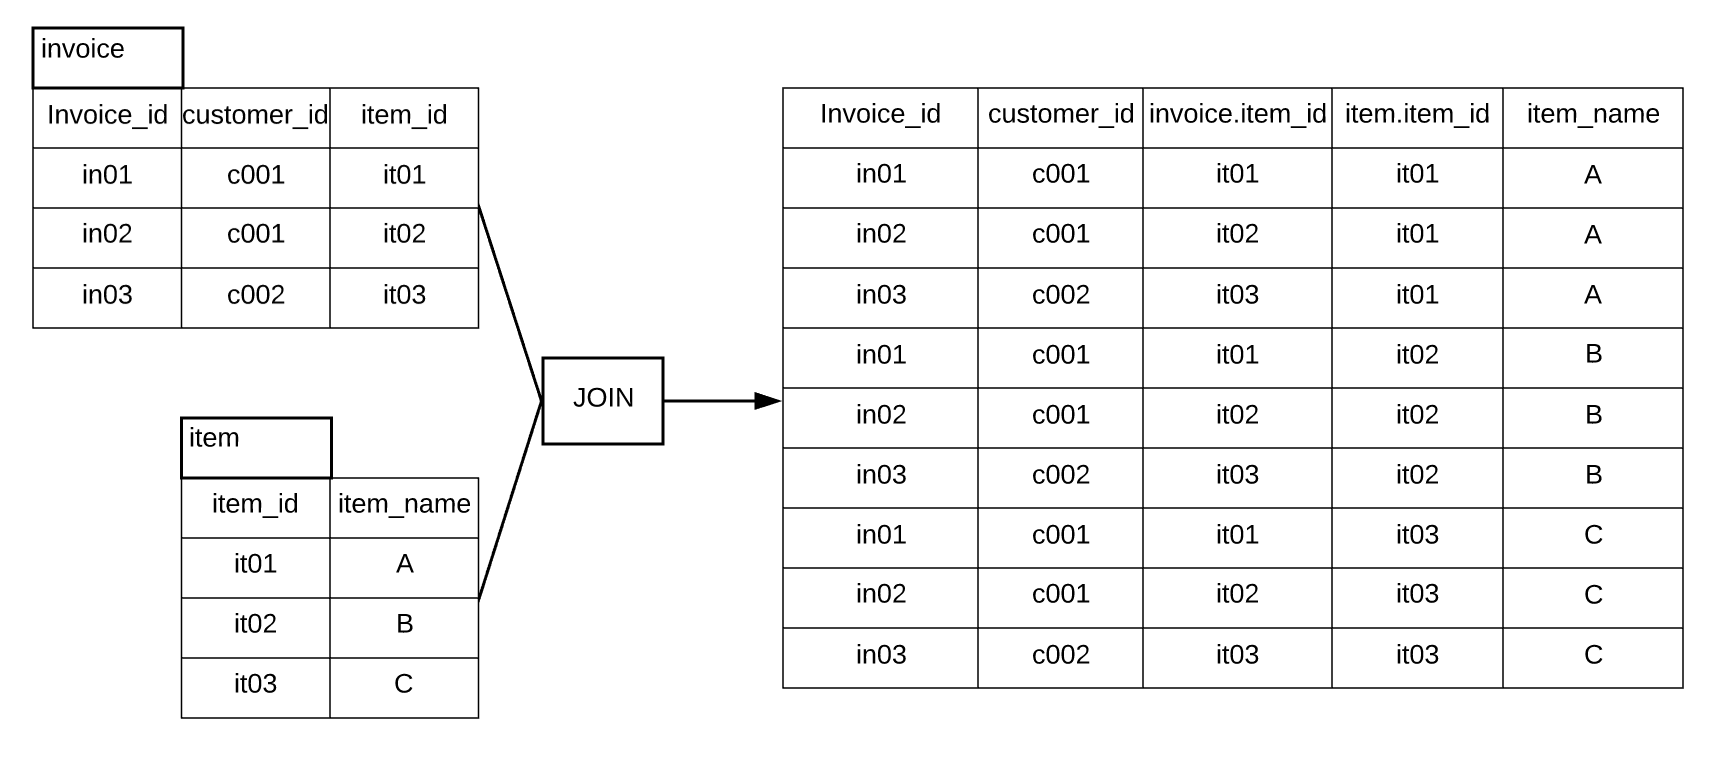 invoice
Invoice_id customer_id item_id
in01 c001 it01
in02 c001 it02
in03 c002 it03
item
item_id item_name
it01 A
it02 B
it03 C
JOIN
Invoice_id customer_id invoice.item_id item.item_id item_name
in01 c001 it01 it01 A
in02 c001 it02 it01 A
in03 c002 it03 it01 A
in01 c001 it01 it02 B
in02 c001 it02 it02 B
in03 c002 it03 it02 B
in01 c001 it01 it03 C
in02 c001 it02 it03 C
in03 c002 it03 it03 C